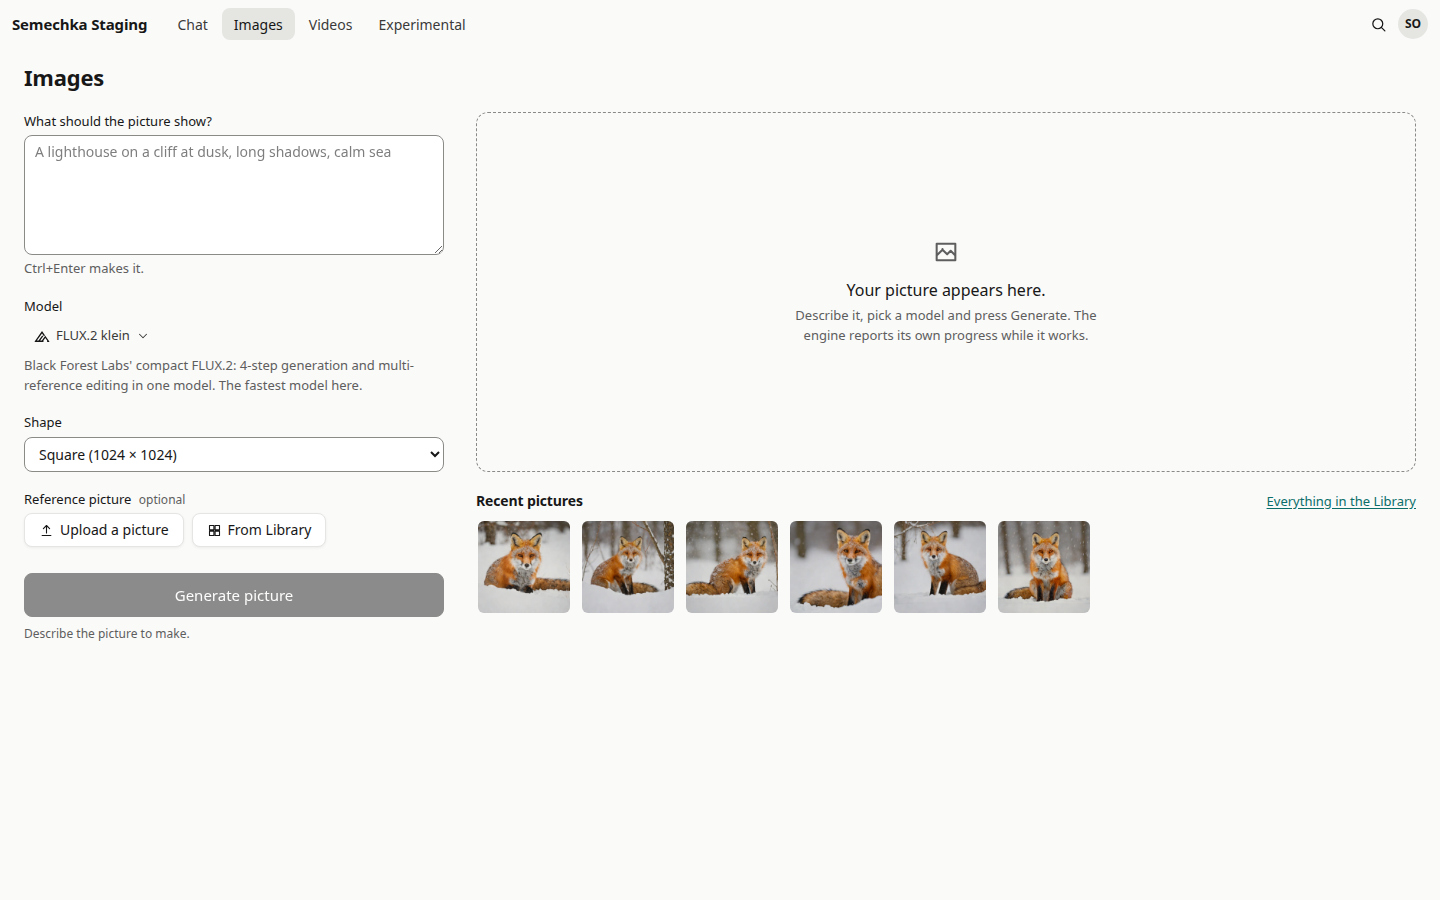 Semechka Staging
Chat
Images
Videos
Experimental
SO
Images
What should the picture show?
A lighthouse on a cliff at dusk, long shadows, calm sea
Ctrl+Enter makes it.
Model
FLUX.2 klein
Black Forest Labs' compact FLUX.2: 4-step generation and multi-
reference editing in one model. The fastest model here.
Shape
Square (1024 × 1024)
Reference picture optional
Upload a picture
From Library
Generate picture
Describe the picture to make.
Your picture appears here.
Describe it, pick a model and press Generate. The
engine reports its own progress while it works.
Recent pictures
Everything in the Library